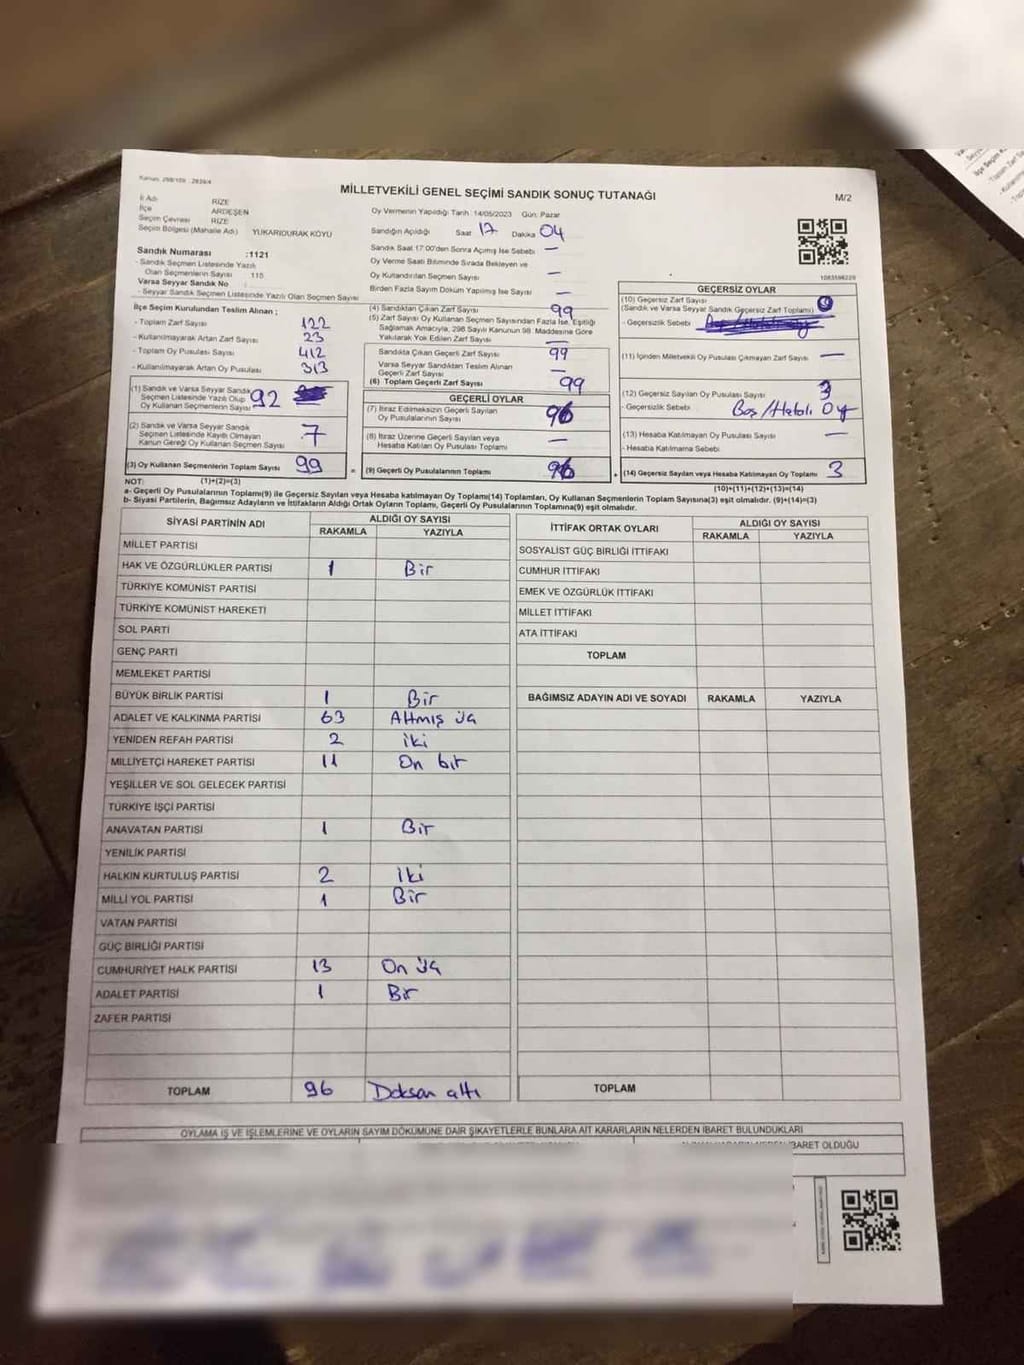 Kanun: 298/105 - 2839/4
MİLLETVEKİLİ GENEL SEÇİMİ SANDIK SONUÇ TUTANAĞI
M/2
İl Adı RİZE
İlçe ARDEŞEN
Seçim Çevresi RİZE
Seçim Bölgesi (Mahalle Adı) YUKARIDURAK KÖYÜ
Oy Vermenin Yapıldığı Tarih :14/05/2023 Gün: Pazar
Sandığın Açıldığı Saat 17 Dakika 04
Sandık Saat 17:00'den Sonra Açılmış İse Sebebi —
Oy Verme Saati Bitiminde Sırada Bekleyen ve
Oy Kullandırılan Seçmen Sayısı —
Birden Fazla Sayım Döküm Yapılmış İse Sayısı —
Sandık Numarası :1121
- Sandık Seçmen Listesinde Yazılı
Olan Seçmenlerin Sayısı 115
Varsa Seyyar Sandık No
- Seyyar Sandık Seçmen Listesinde Yazılı Olan Seçmen Sayısı
İlçe Seçim Kurulundan Teslim Alınan ;
- Toplam Zarf Sayısı 122
- Kullanılmayarak Artan Zarf Sayısı 23
- Toplam Oy Pusulası Sayısı 412
- Kullanılmayarak Artan Oy Pusulası 313
(1) Sandık ve Varsa Seyyar Sandık
Seçmen Listesinde Yazılı Olup 92
Oy Kullanan Seçmenlerin Sayısı
(2) Sandık ve Varsa Seyyar Sandık
Seçmen Listesinde Kayıtlı Olmayan 7
Kanun Gereği Oy Kullanan Seçmen Sayısı
(3) Oy Kullanan Seçmenlerin Toplam Sayısı 99 =
(4) Sandıktan Çıkan Zarf Sayısı 99
(5) Zarf Sayısı Oy Kullanan Seçmen Sayısından Fazla İse, Eşitliği
Sağlamak Amacıyla, 298 Sayılı Kanunun 98. Maddesine Göre
Yakılarak Yok Edilen Zarf Sayısı —
Sandıkta Çıkan Geçerli Zarf Sayısı 99
Varsa Seyyar Sandıktan Teslim Alınan
Geçerli Zarf Sayısı —
(6) Toplam Geçerli Zarf Sayısı 99
GEÇERLİ OYLAR
(7) İtiraz Edilmeksizin Geçerli Sayılan
Oy Pusulalarının Sayısı 96
(8) İtiraz Üzerine Geçerli Sayılan veya
Hesaba Katılan Oy Pusulalarının Toplamı —
(9) Geçerli Oy Pusulalarının Toplamı 96 +
GEÇERSİZ OYLAR
(10) Geçersiz Zarf Sayısı
(Sandık ve Varsa Seyyar Sandık Geçersiz Zarf Toplamı)
- Geçersizlik Sebebi
(11) İçinden Milletvekili Oy Pusulası Çıkmayan Zarf Sayısı —
(12) Geçersiz Sayılan Oy Pusulası Sayısı 3
- Geçersizlik Sebebi Boş/Hatalı Oy
(13) Hesaba Katılmayan Oy Pusulası Sayısı —
- Hesaba Katılmama Sebebi
(14) Geçersiz Sayılan veya Hesaba Katılmayan Oy Toplamı 3
NOT: (1)+(2)=(3)
(10)+(11)+(12)+(13)=(14)
a- Geçerli Oy Pusulalarının Toplamı(9) ile Geçersiz Sayılan veya Hesap katılmayan Oy Toplamı(14) Toplamları, Oy Kullanan Seçmenlerin Toplam Sayısına(3) eşit olmalıdır. (9)+(14)=(3)
b- Siyasi Partilerin, Bağımsız Adayların ve İttifakların Aldığı Ortak Oyların Toplamı, Geçerli Oy Pusulalarının Toplamına(9) eşit olmalıdır.
SİYASİ PARTİNİN ADI ALDIĞI OY SAYISI
RAKAMLA YAZIYLA
MİLLET PARTİSİ
HAK VE ÖZGÜRLÜKLER PARTİSİ 1 Bir
TÜRKİYE KOMÜNİST PARTİSİ
TÜRKİYE KOMÜNİST HAREKETİ
SOL PARTİ
GENÇ PARTİ
MEMLEKET PARTİSİ
BÜYÜK BİRLİK PARTİSİ 1 Bir
ADALET VE KALKINMA PARTİSİ 63 Altmış üç
YENİDEN REFAH PARTİSİ 2 iki
MİLLİYETÇİ HAREKET PARTİSİ 11 On bir
YEŞİLLER VE SOL GELECEK PARTİSİ
TÜRKİYE İŞÇİ PARTİSİ
ANAVATAN PARTİSİ 1 Bir
YENİLİK PARTİSİ
HALKIN KURTULUŞ PARTİSİ 2 İki
MİLLİ YOL PARTİSİ 1 Bir
VATAN PARTİSİ
GÜÇ BİRLİĞİ PARTİSİ
CUMHURİYET HALK PARTİSİ 13 On üç
ADALET PARTİSİ 1 Bir
ZAFER PARTİSİ
TOPLAM 96 Doksan altı
İTTİFAK ORTAK OYLARI ALDIĞI OY SAYISI
RAKAMLA YAZIYLA
SOSYALİST GÜÇ BİRLİĞİ İTTİFAKI
CUMHUR İTTİFAKI
EMEK VE ÖZGÜRLÜK İTTİFAKI
MİLLET İTTİFAKI
ATA İTTİFAKI
TOPLAM
BAĞIMSIZ ADAYIN ADI VE SOYADI RAKAMLA YAZIYLA
TOPLAM
OYLAMA İŞ VE İŞLEMLERİNE VE OYLARIN SAYIM DÖKÜMÜNE DAİR ŞİKAYETLERLE BUNLARA AİT KARARLARIN NELERDEN İBARET BULUNDUKLARI
İBARET OLDUĞU